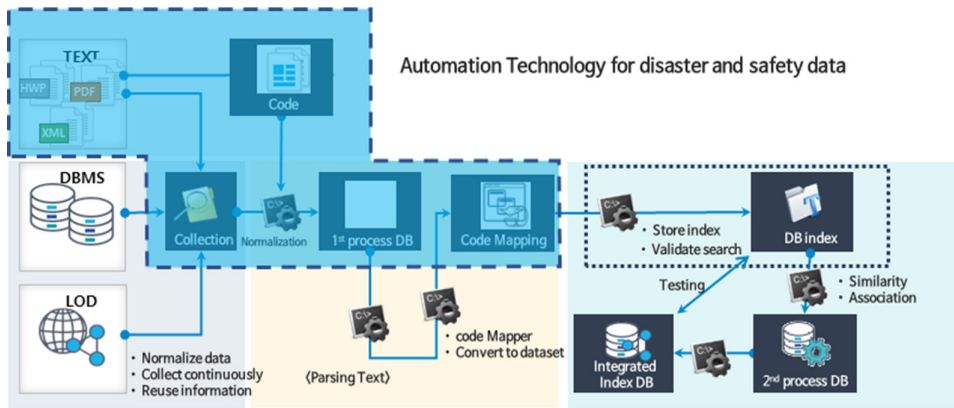 Automation Technology for disaster and safety data
TEXT
HWP
PDF
XML
Code
DBMS
Collection
Normalization
1st process DB
Code Mapping
• Store index
• Validate search
DB index
Testing
• Similarity
• Association
LOD
• Normalize data
• Collect continuously
• Reuse information
C:\>
C:\>
C:\>
C:\>
C:\>
C:\>
⟨Parsing Text⟩
• code Mapper
• Convert to dataset
Integrated
Index DB
2nd process DB